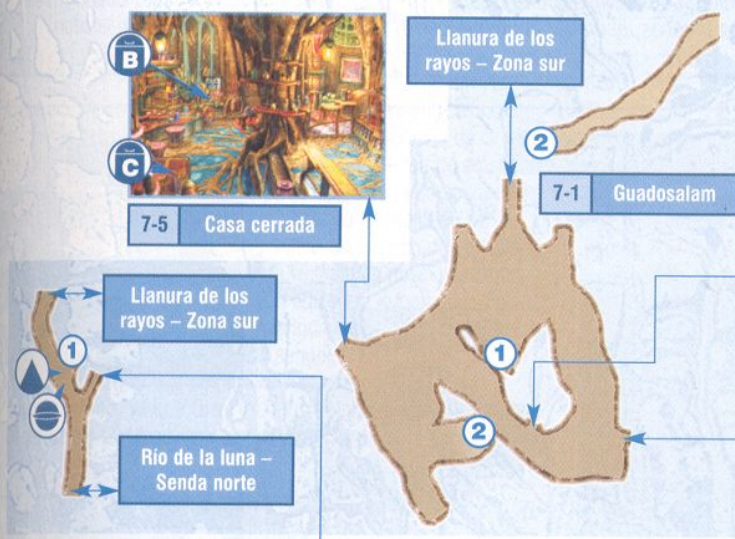 B
C
7-5 Casa cerrada
Llanura de los
rayos – Zona sur
2
7-1 Guadosalam
Llanura de los
rayos – Zona sur
1
Río de la luna –
Senda norte
1
2